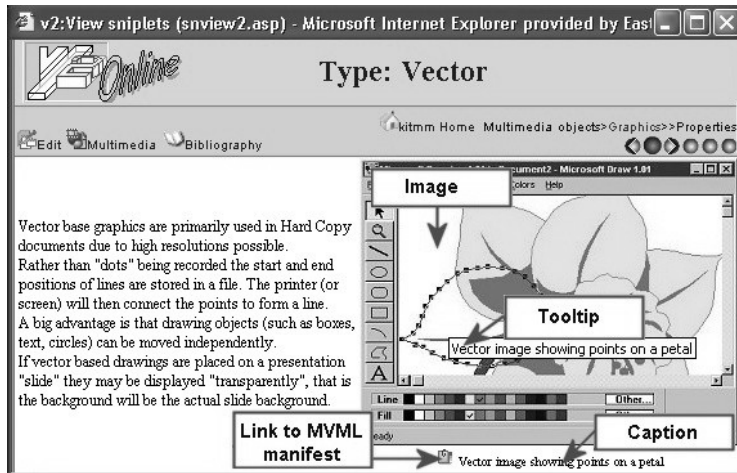 v2:View sniplets (snview2.asp) - Microsoft Internet Explorer provided by East
VE Online
Type: Vector
kitmm Home Multimedia objects>Graphics>>Properties
Edit Multimedia Bibliography
Document2 - Microsoft Draw 1.01
Image
Colors Help
Vector base graphics are primarily used in Hard Copy
documents due to high resolutions possible.
Rather than "dots" being recorded the start and end
positions of lines are stored in a file. The printer (or
screen) will then connect the points to form a line.
A big advantage is that drawing objects (such as boxes,
text, circles) can be moved independently.
If vector based drawings are placed on a presentation
"slide" they may be displayed "transparently", that is
the background will be the actual slide background.
Tooltip
Vector image showing points on a petal
A
Line Other...
Fill
Link to MVML
manifest
Caption
Vector image showing points on a petal